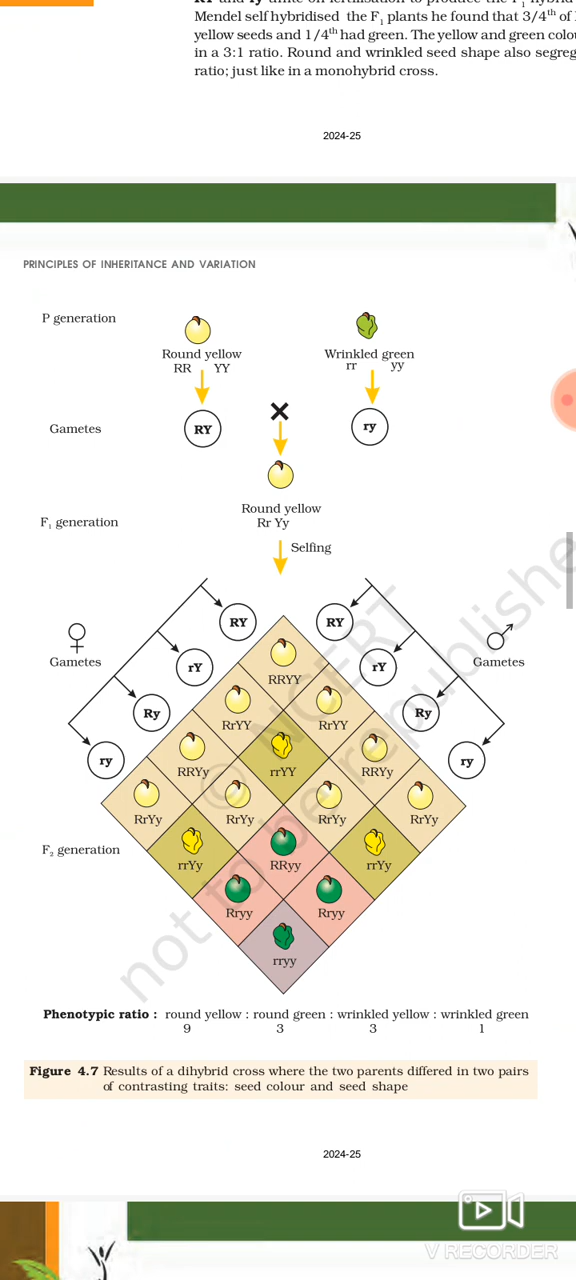 Mendel self hybridised the F1 plants he found that 3/4th of
yellow seeds and 1/4th had green. The yellow and green
in a 3:1 ratio. Round and wrinkled seed shape also
ratio; just like in a monohybrid cross.
2024-25
PRINCIPLES OF INHERITANCE AND VARIATION
P generation
Round yellow Wrinkled green
RR YY rr yy
Gametes RY × ry
Round yellow
F1 generation Rr Yy
Selfing
RY RY
♀ ♂
Gametes rY rY Gametes
RRYY
Ry RrYY RrYY Ry
ry RRYy rrYY RRYy ry
RrYy RrYy RrYy RrYy
F2 generation
rrYy RRyy rrYy
Rryy Rryy
rryy
© NCERT
not to be republished
Phenotypic ratio : round yellow : round green : wrinkled yellow : wrinkled green
9 3 3 1
Figure 4.7 Results of a dihybrid cross where the two parents differed in two pairs
of contrasting traits: seed colour and seed shape
2024-25
V RECORDER